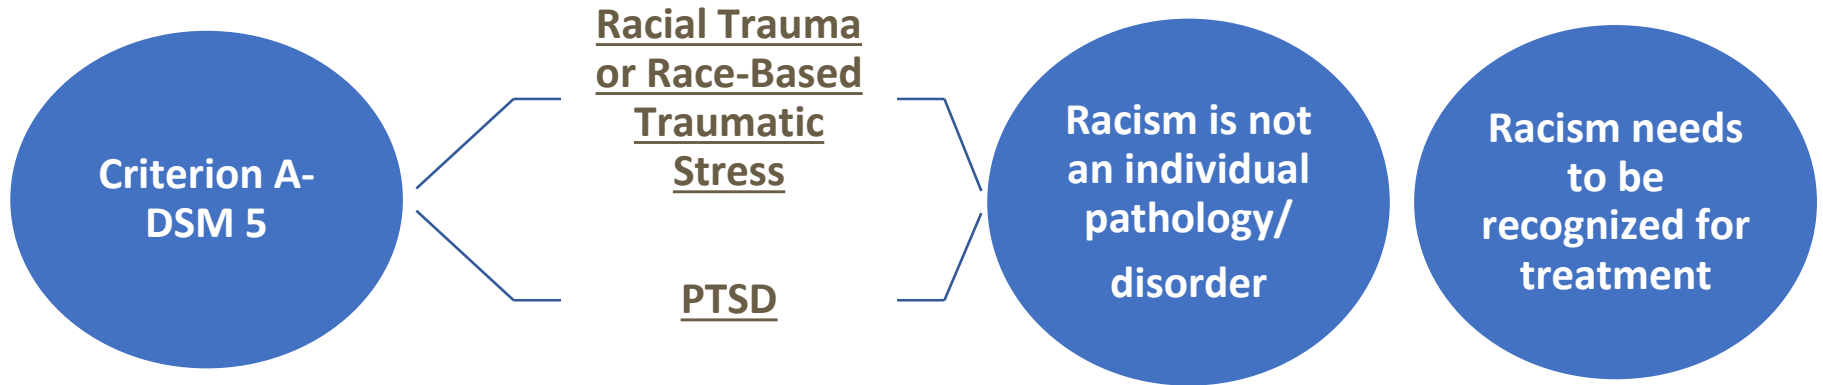 Criterion A-
DSM 5
Racial Trauma
or Race-Based
Traumatic
Stress
PTSD
Racism is not
an individual
pathology/
disorder
Racism needs
to be
recognized for
treatment